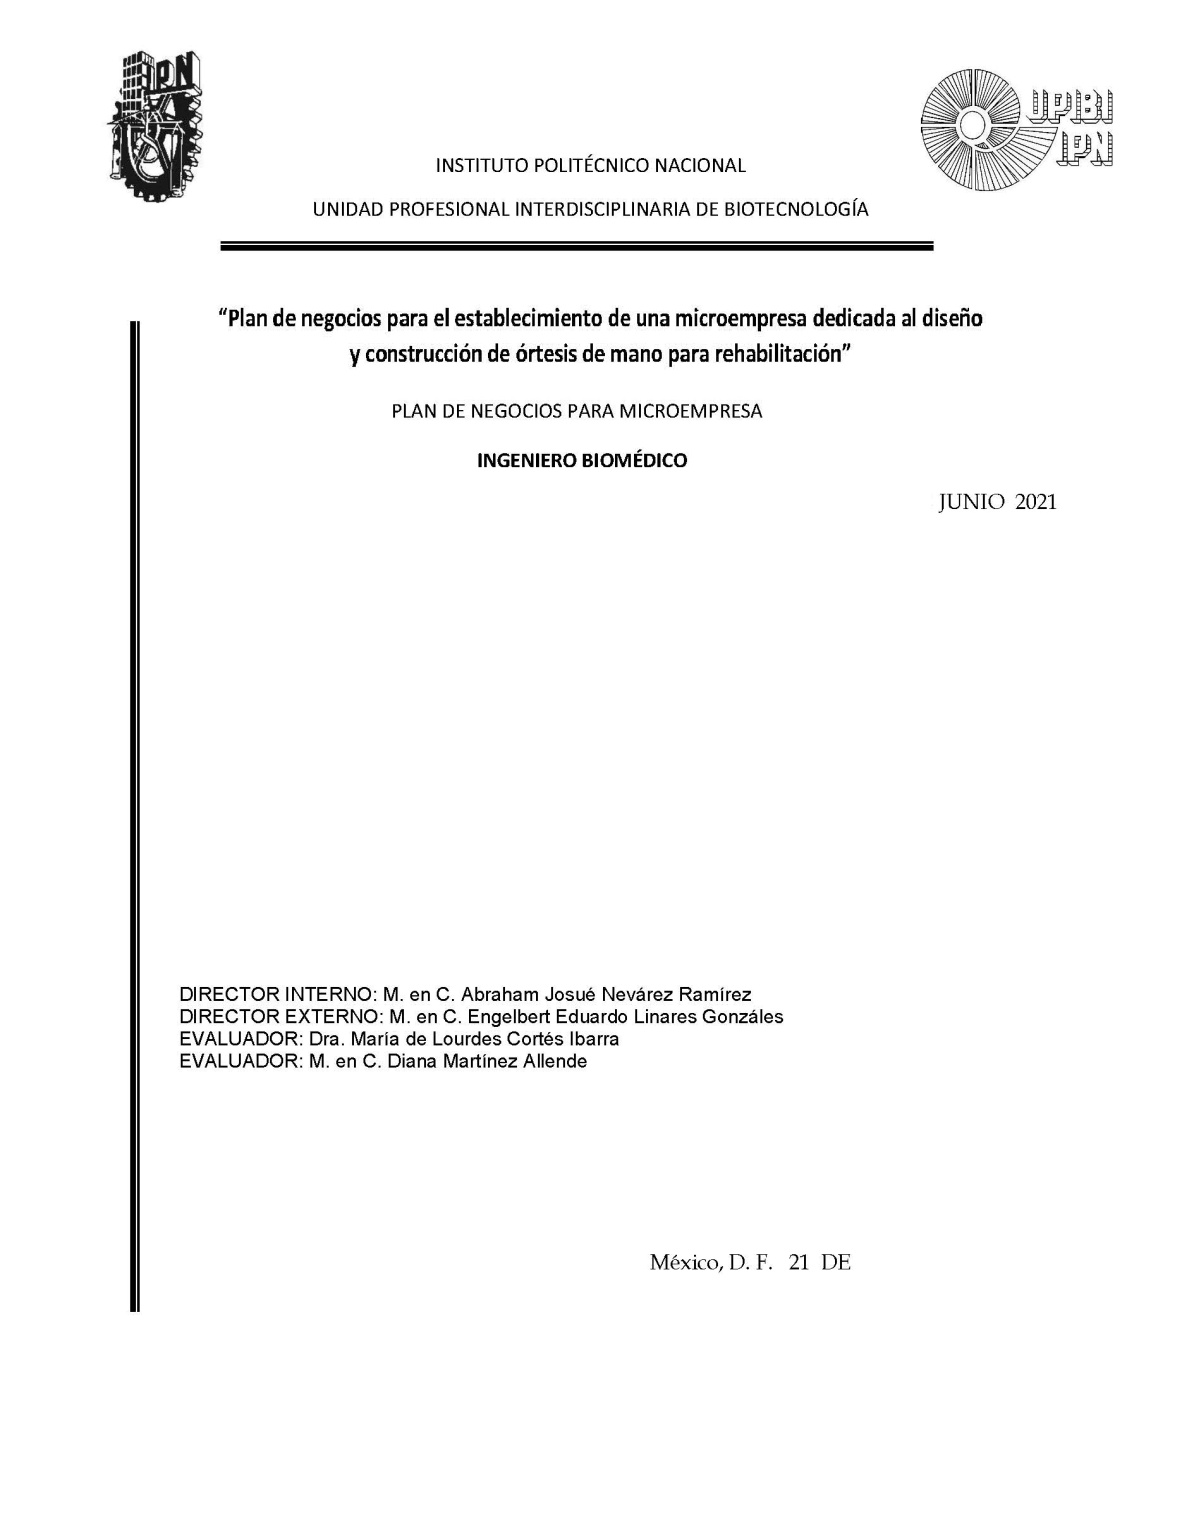 IPN
UPIBI
IPN
INSTITUTO POLITÉCNICO NACIONAL
UNIDAD PROFESIONAL INTERDISCIPLINARIA DE BIOTECNOLOGÍA
“Plan de negocios para el establecimiento de una microempresa dedicada al diseño
y construcción de órtesis de mano para rehabilitación”
PLAN DE NEGOCIOS PARA MICROEMPRESA
INGENIERO BIOMÉDICO
JUNIO 2021
DIRECTOR INTERNO: M. en C. Abraham Josué Nevárez Ramírez
DIRECTOR EXTERNO: M. en C. Engelbert Eduardo Linares Gonzáles
EVALUADOR: Dra. María de Lourdes Cortés Ibarra
EVALUADOR: M. en C. Diana Martínez Allende
México, D. F. 21 DE